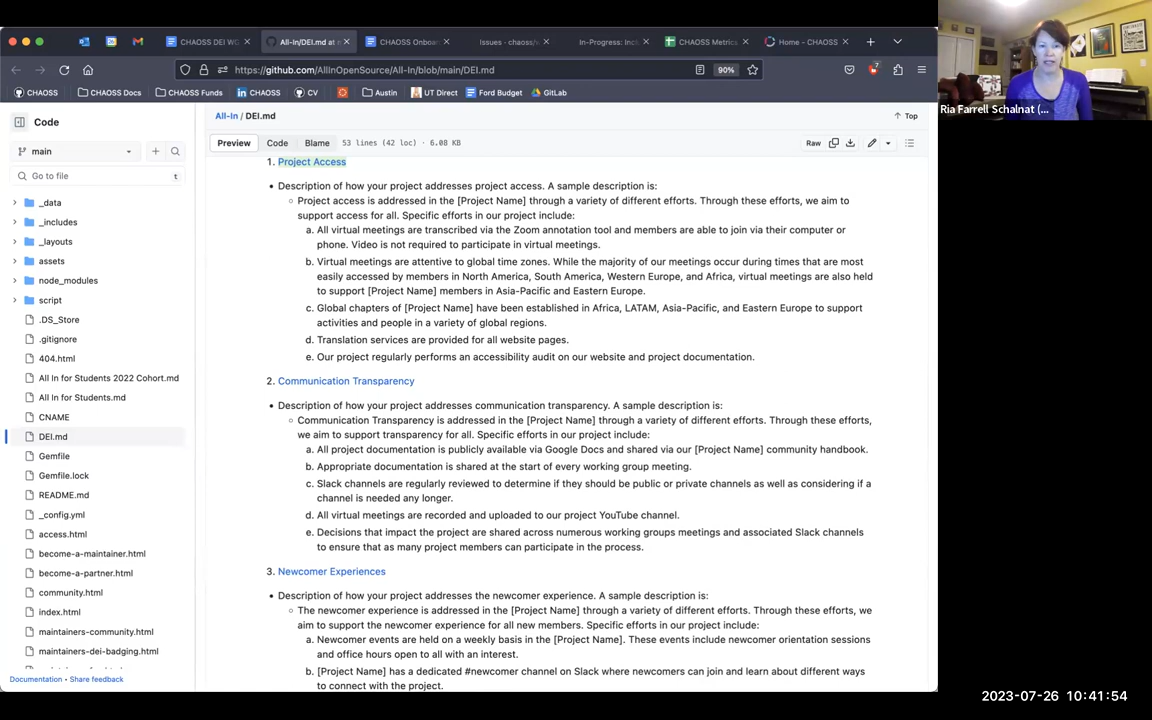 CHAOSS DEI WG
All-In/DEI.md at m
CHAOSS Onboa
Issues · chaoss/w
In-Progress: Incl
CHAOSS Metrics
Home – CHAOSS
https://github.com/AllInOpenSource/All-In/blob/main/DEI.md
90%
7
CHAOSS
CHAOSS Docs
CHAOSS Funds
CHAOSS
CV
Austin
UT Direct
Ford Budget
GitLab
Ria Farrell Schalnat (...
Code
All-In / DEI.md
Top
main
Preview
Code
Blame
53 lines (42 loc) · 6.08 KB
Raw
Go to file
t
_data
_includes
_layouts
assets
node_modules
script
.DS_Store
.gitignore
404.html
All In for Students 2022 Cohort.md
All In for Students.md
CNAME
DEI.md
Gemfile
Gemfile.lock
README.md
_config.yml
access.html
become-a-maintainer.html
become-a-partner.html
community.html
index.html
maintainers-community.html
maintainers-dei-badging.html
Documentation • Share feedback
1. Project Access
• Description of how your project addresses project access. A sample description is:
○ Project access is addressed in the [Project Name] through a variety of different efforts. Through these efforts, we aim to
support access for all. Specific efforts in our project include:
a. All virtual meetings are transcribed via the Zoom annotation tool and members are able to join via their computer or
phone. Video is not required to participate in virtual meetings.
b. Virtual meetings are attentive to global time zones. While the majority of our meetings occur during times that are most
easily accessed by members in North America, South America, Western Europe, and Africa, virtual meetings are also held
to support [Project Name] members in Asia-Pacific and Eastern Europe.
c. Global chapters of [Project Name] have been established in Africa, LATAM, Asia-Pacific, and Eastern Europe to support
activities and people in a variety of global regions.
d. Translation services are provided for all website pages.
e. Our project regularly performs an accessibility audit on our website and project documentation.
2. Communication Transparency
• Description of how your project addresses communication transparency. A sample description is:
○ Communication Transparency is addressed in the [Project Name] through a variety of different efforts. Through these efforts,
we aim to support transparency for all. Specific efforts in our project include:
a. All project documentation is publicly available via Google Docs and shared via our [Project Name] community handbook.
b. Appropriate documentation is shared at the start of every working group meeting.
c. Slack channels are regularly reviewed to determine if they should be public or private channels as well as considering if a
channel is needed any longer.
d. All virtual meetings are recorded and uploaded to our project YouTube channel.
e. Decisions that impact the project are shared across numerous working groups meetings and associated Slack channels
to ensure that as many project members can participate in the process.
3. Newcomer Experiences
• Description of how your project addresses the newcomer experience. A sample description is:
○ The newcomer experience is addressed in the [Project Name] through a variety of different efforts. Through these efforts, we
aim to support the newcomer experience for all new members. Specific efforts in our project include:
a. Newcomer events are held on a weekly basis in the [Project Name]. These events include newcomer orientation sessions
and office hours open to all with an interest.
b. [Project Name] has a dedicated #newcomer channel on Slack where newcomers can join and learn about different ways
to connect with the project.
2023-07-26 10:41:54